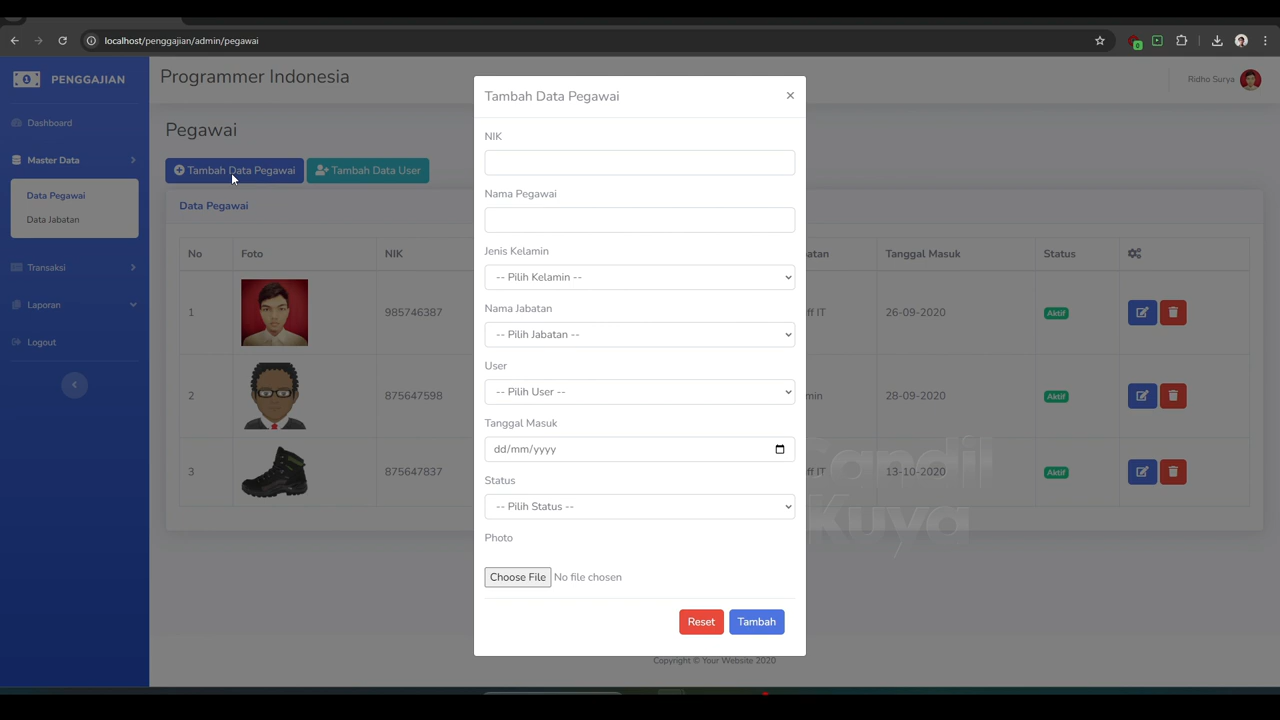 localhost/penggajian/admin/pegawai
0
PENGGAJIAN
Programmer Indonesia
Ridho Surya
Dashboard
Master Data
Data Pegawai
Data Jabatan
Transaksi
Laporan
Logout
Pegawai
Tambah Data Pegawai
Tambah Data User
Data Pegawai
No
Foto
NIK
atan
Tanggal Masuk
Status
1
985746387
ff IT
26-09-2020
Aktif
2
875647598
min
28-09-2020
Aktif
3
875647837
ff IT
13-10-2020
Aktif
Tambah Data Pegawai
×
NIK
Nama Pegawai
Jenis Kelamin
-- Pilih Kelamin --
Nama Jabatan
-- Pilih Jabatan --
User
-- Pilih User --
Tanggal Masuk
dd/mm/yyyy
Status
-- Pilih Status --
Photo
Choose File No file chosen
Reset
Tambah
Copyright © Your Website 2020
Candil
Kuya